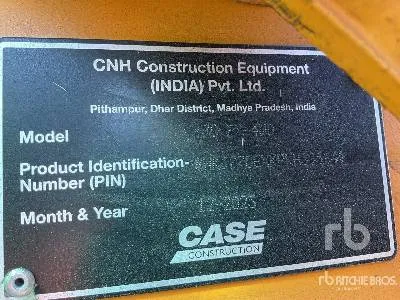 CNH Construction Equipment
(INDIA) Pvt. Ltd.
Pithampur, Dhar District, Madhya Pradesh, India
Model
Product Identification-
Number (PIN)
Month & Year
CASE
CONSTRUCTION
rb
rb RITCHIE BROS.